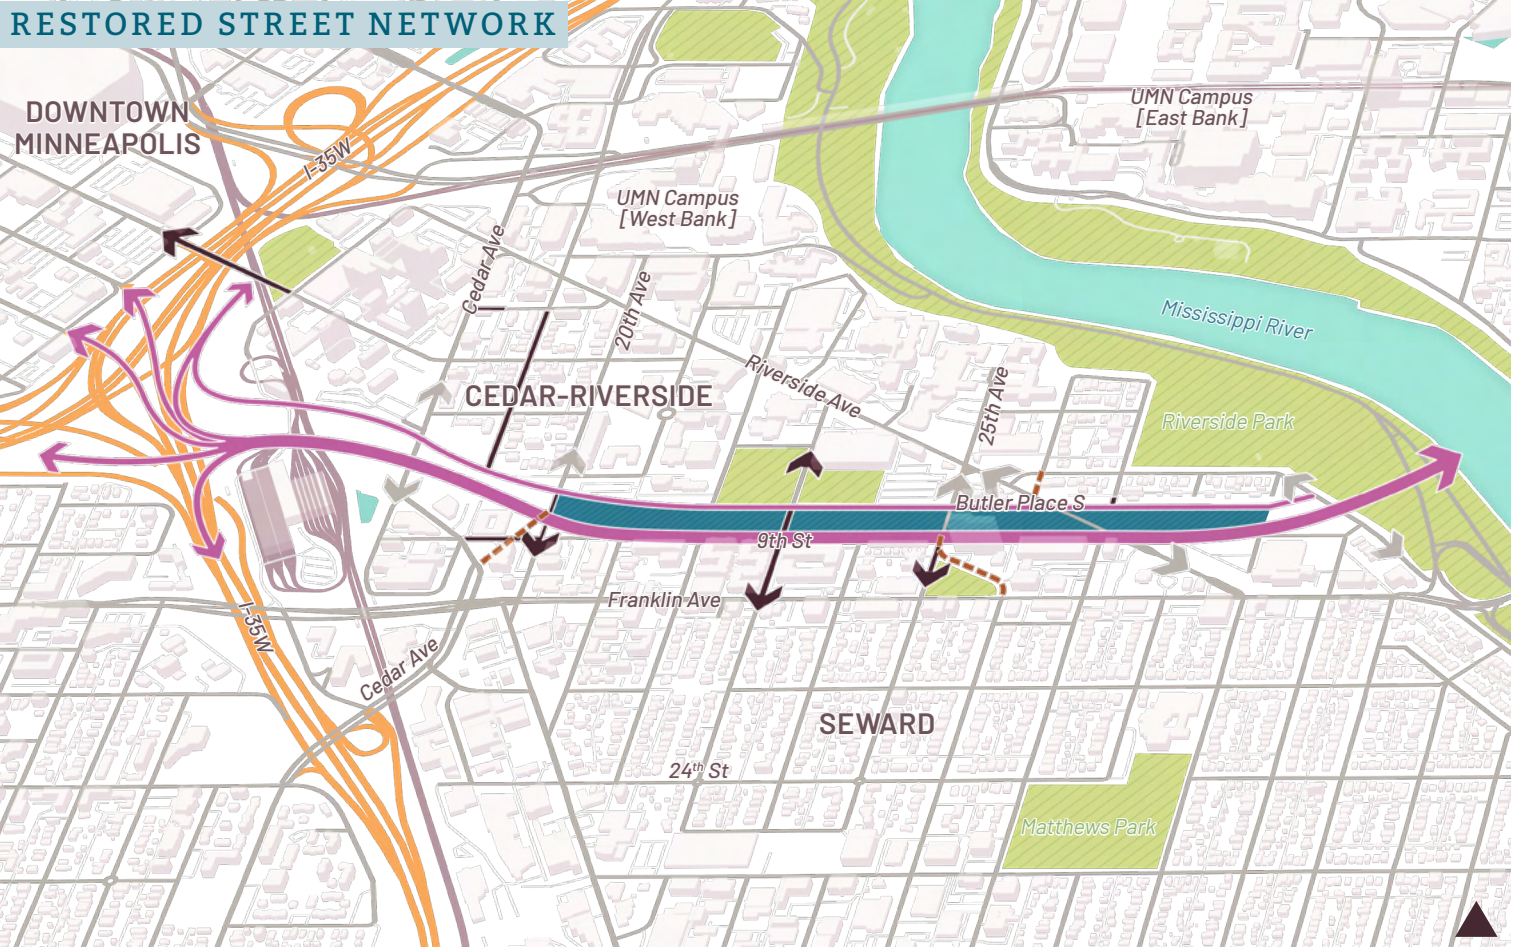 RESTORED STREET NETWORK
DOWNTOWN
MINNEAPOLIS
I-35W
UMN Campus
[East Bank]
UMN Campus
[West Bank]
Cedar Ave
20th Ave
Mississippi River
Riverside Ave
CEDAR-RIVERSIDE
25th Ave
Riverside Park
Butler Place S
9th St
Franklin Ave
I-35W
Cedar Ave
SEWARD
24th St
Matthews Park